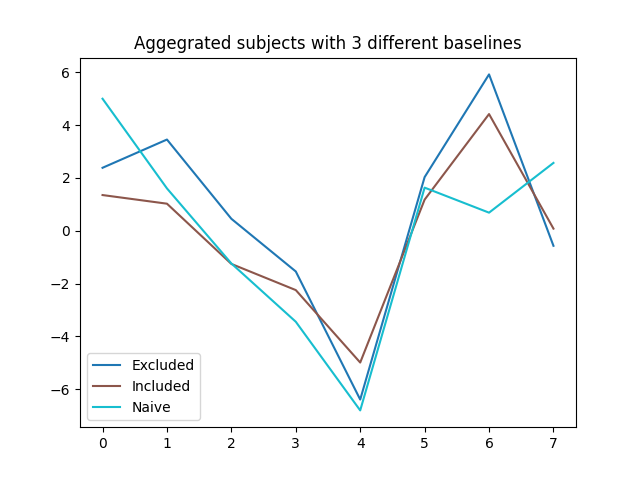 Aggegrated subjects with 3 different baselines
6
4
2
0
−2
−4
−6
Excluded
Included
Naive
0 1 2 3 4 5 6 7